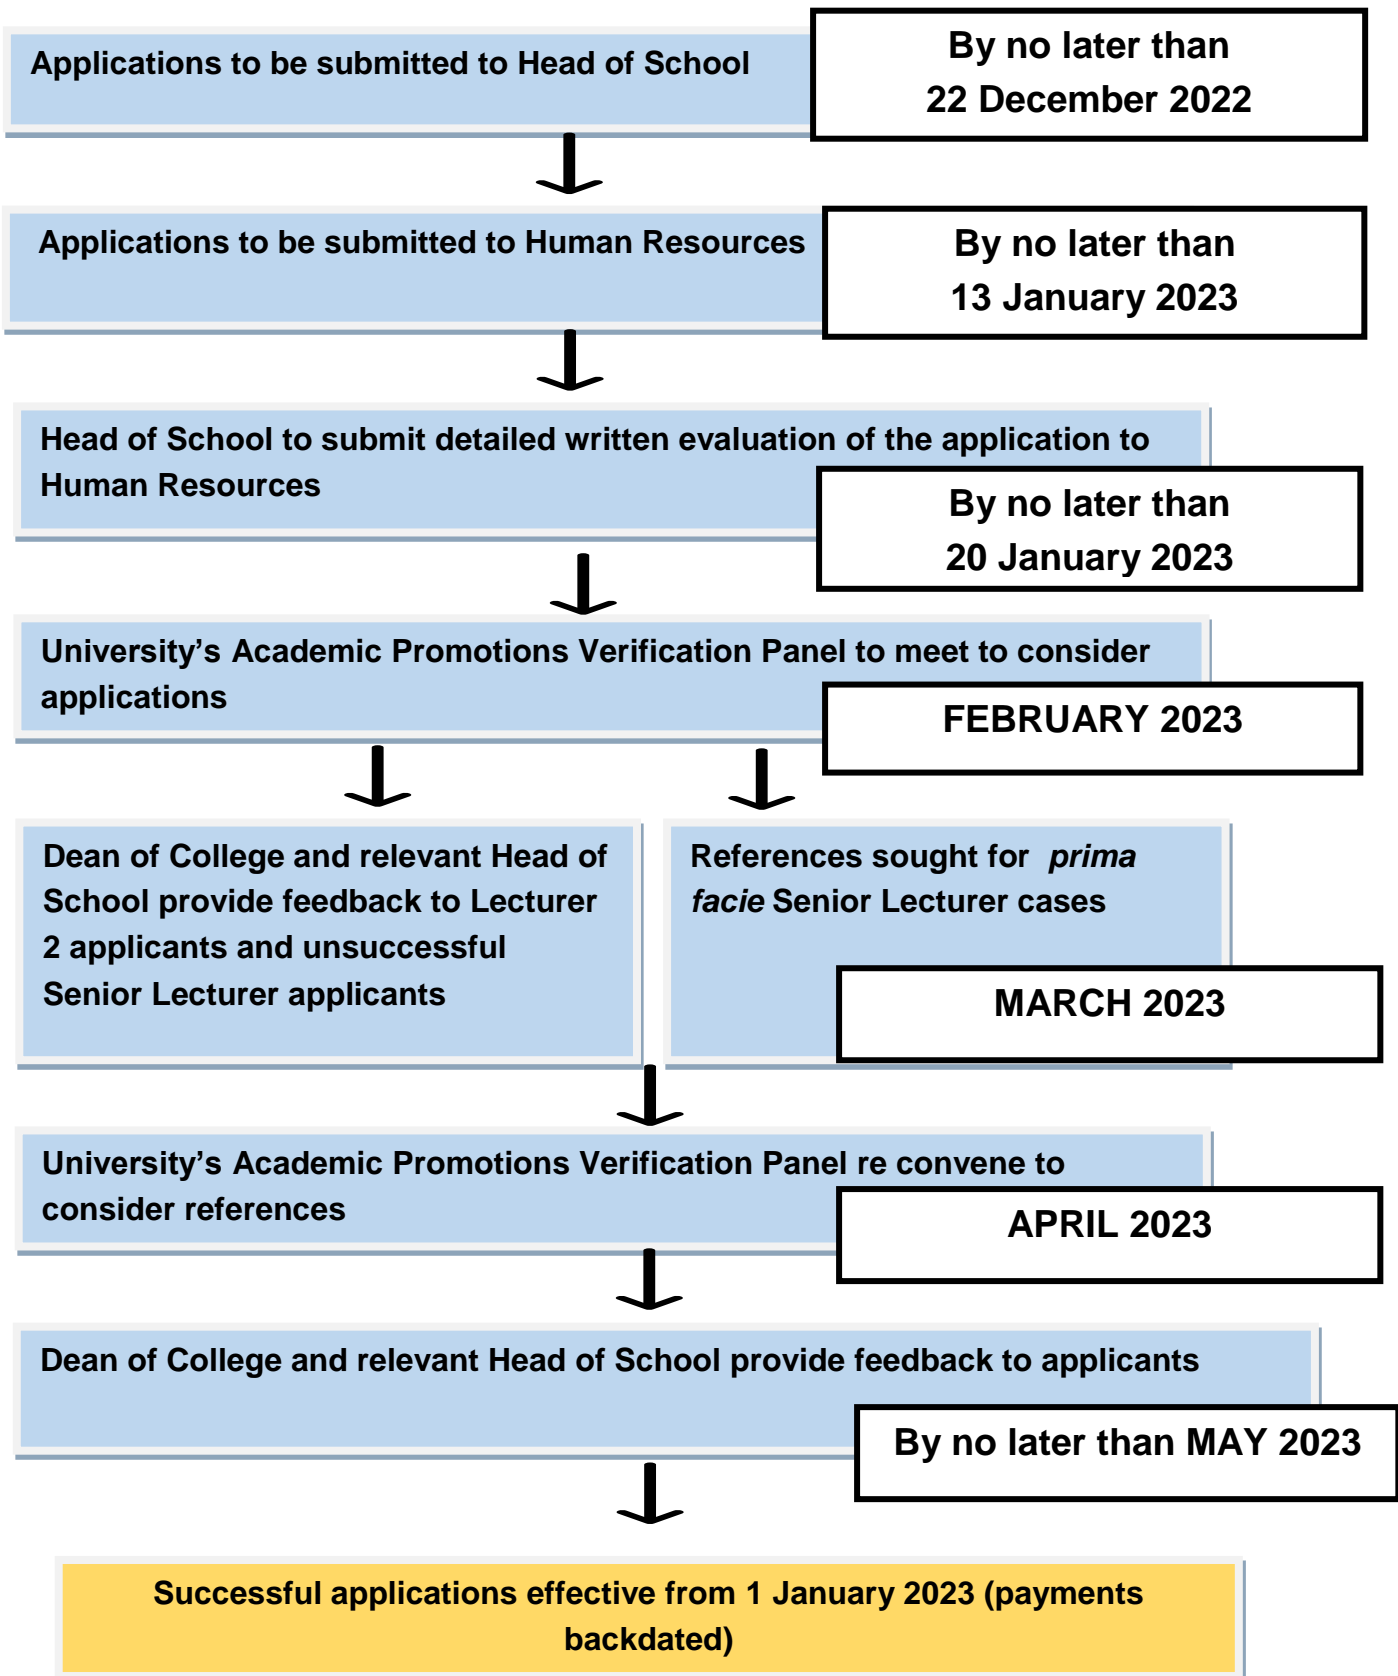 Applications to be submitted to Head of School
By no later than
22 December 2022
Applications to be submitted to Human Resources
By no later than
13 January 2023
Head of School to submit detailed written evaluation of the application to
Human Resources
By no later than
20 January 2023
University’s Academic Promotions Verification Panel to meet to consider
applications
FEBRUARY 2023
Dean of College and relevant Head of
School provide feedback to Lecturer
2 applicants and unsuccessful
Senior Lecturer applicants
References sought for prima
facie Senior Lecturer cases
MARCH 2023
University’s Academic Promotions Verification Panel re convene to
consider references
APRIL 2023
Dean of College and relevant Head of School provide feedback to applicants
By no later than MAY 2023
Successful applications effective from 1 January 2023 (payments
backdated)